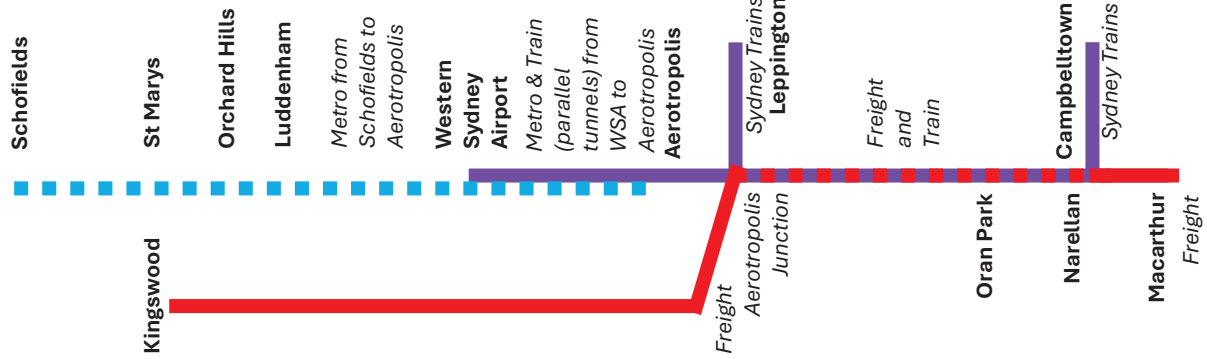 Schofields
St Marys
Orchard Hills
Luddenham
Metro from
Schofields to
Aerotropolis
Western
Sydney
Airport
Metro & Train
(parallel
tunnels) from
WSA to
Aerotropolis
Aerotropolis
Sydney Trains
Leppington
Freight
and
Train
Campbelltown
Sydney Trains
Kingswood
Freight
Aerotropolis
Junction
Oran Park
Narellan
Macarthur
Freight